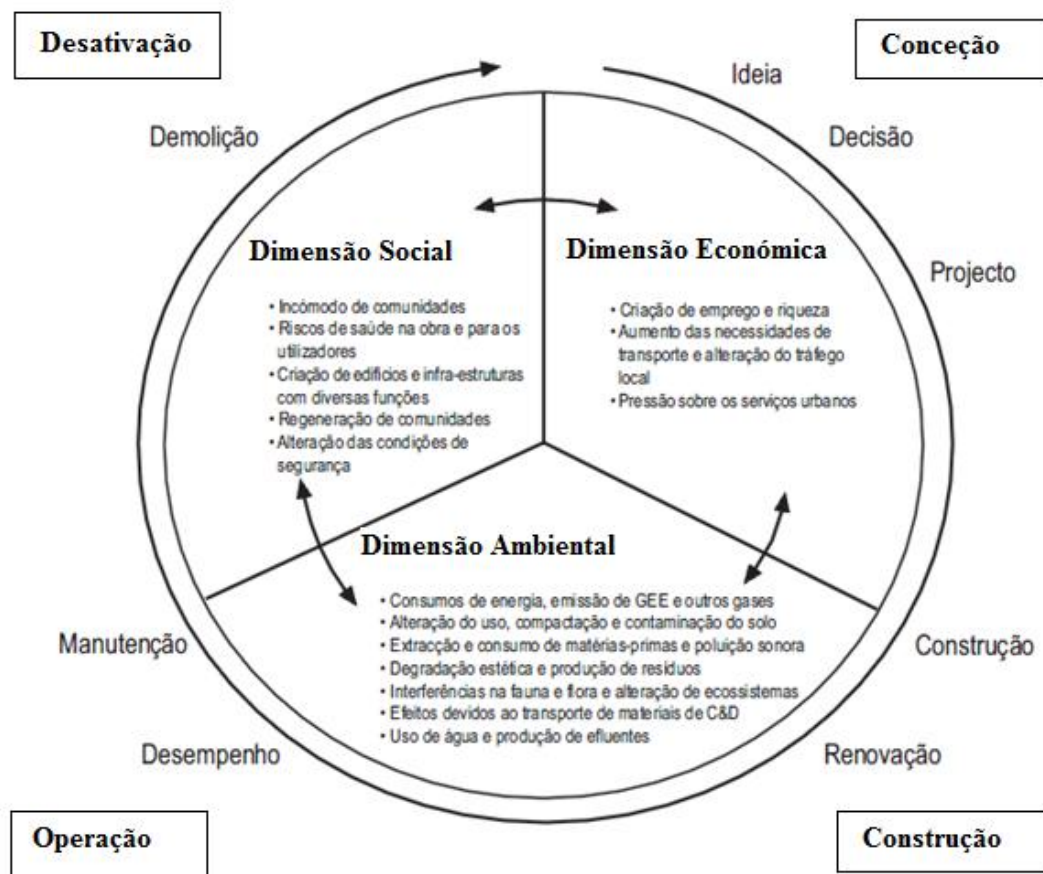 Desativação
Conceção
Ideia
Demolição
Decisão
Projecto
Dimensão Social
• Incómodo de comunidades
• Riscos de saúde na obra e para os
utilizadores
• Criação de edifícios e infra-estruturas
com diversas funções
• Regeneração de comunidades
• Alteração das condições de
segurança
Dimensão Económica
• Criação de emprego e riqueza
• Aumento das necessidades de
transporte e alteração do tráfego
local
• Pressão sobre os serviços urbanos
Dimensão Ambiental
• Consumos de energia, emissão de GEE e outros gases
• Alteração do uso, compactação e contaminação do solo
• Extracção e consumo de matérias-primas e poluição sonora
• Degradação estética e produção de resíduos
• Interferências na fauna e flora e alteração de ecossistemas
• Efeitos devidos ao transporte de materiais de C&D
• Uso de água e produção de efluentes
Manutenção
Construção
Desempenho
Renovação
Operação
Construção